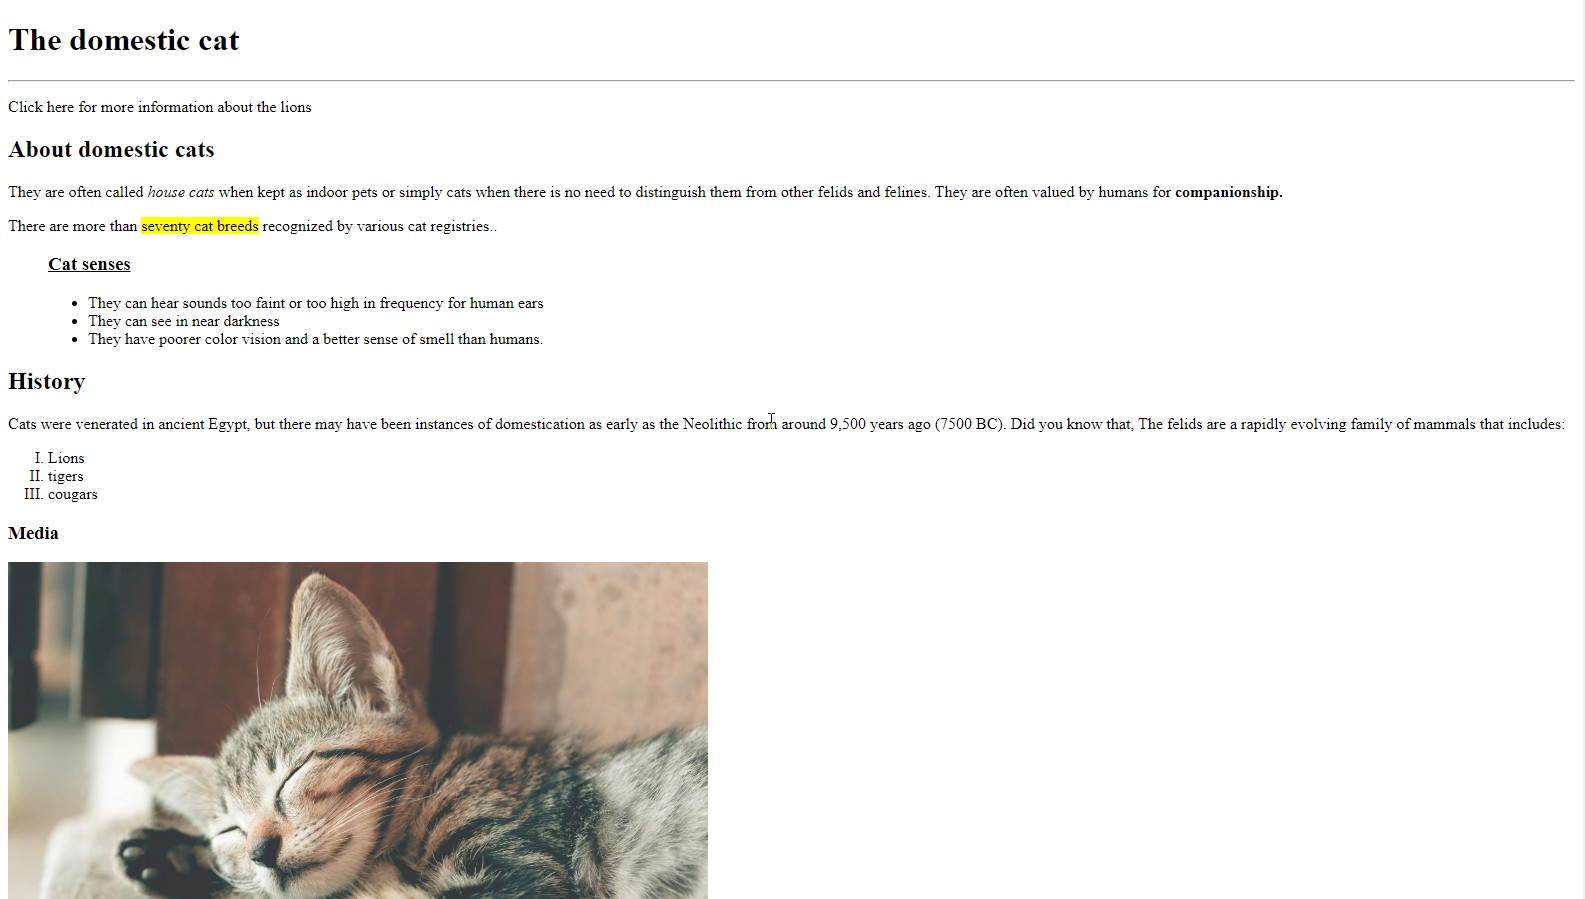 The domestic cat
Click here for more information about the lions
About domestic cats
They are often called house cats when kept as indoor pets or simply cats when there is no need to distinguish them from other felids and felines. They are often valued by humans for companionship.
There are more than seventy cat breeds recognized by various cat registries..
Cat senses
• They can hear sounds too faint or too high in frequency for human ears
• They can see in near darkness
• They have poorer color vision and a better sense of smell than humans.
History
Cats were venerated in ancient Egypt, but there may have been instances of domestication as early as the Neolithic from around 9,500 years ago (7500 BC). Did you know that, The felids are a rapidly evolving family of mammals that includes:
I. Lions
II. tigers
III. cougars
Media